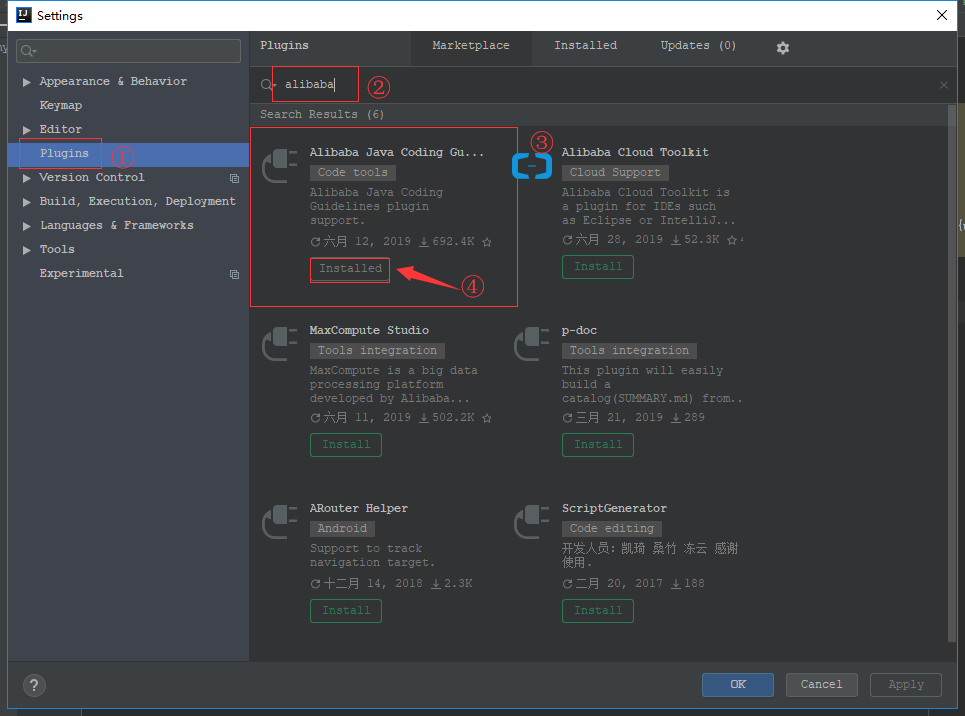 Settings
Plugins
Marketplace
Installed
Updates (0)
Appearance & Behavior
Keymap
Editor
Plugins ①
Version Control
Build, Execution, Deployment
Languages & Frameworks
Tools
Experimental
alibaba ②
Search Results (6)
Alibaba Java Coding Gu...
Code tools
Alibaba Java Coding
Guidelines plugin
support.
六月 12, 2019 692.4K
Installed
④
③
Alibaba Cloud Toolkit
Cloud Support
Alibaba Cloud Toolkit is
a plugin for IDEs such
as Eclipse or IntelliJ...
六月 28, 2019 52.3K
Install
MaxCompute Studio
Tools integration
MaxCompute is a big data
processing platform
developed by Alibaba...
六月 11, 2019 502.2K
Install
p-doc
Tools integration
This plugin will easily
build a
catalog(SUMMARY.md) from..
三月 21, 2019 289
Install
ARouter Helper
Android
Support to track
navigation target.
十二月 14, 2018 2.3K
Install
ScriptGenerator
Code editing
开发人员: 凯琦 桑竹 冻云 感谢
使用.
二月 20, 2017 188
Install
?
OK
Cancel
Apply